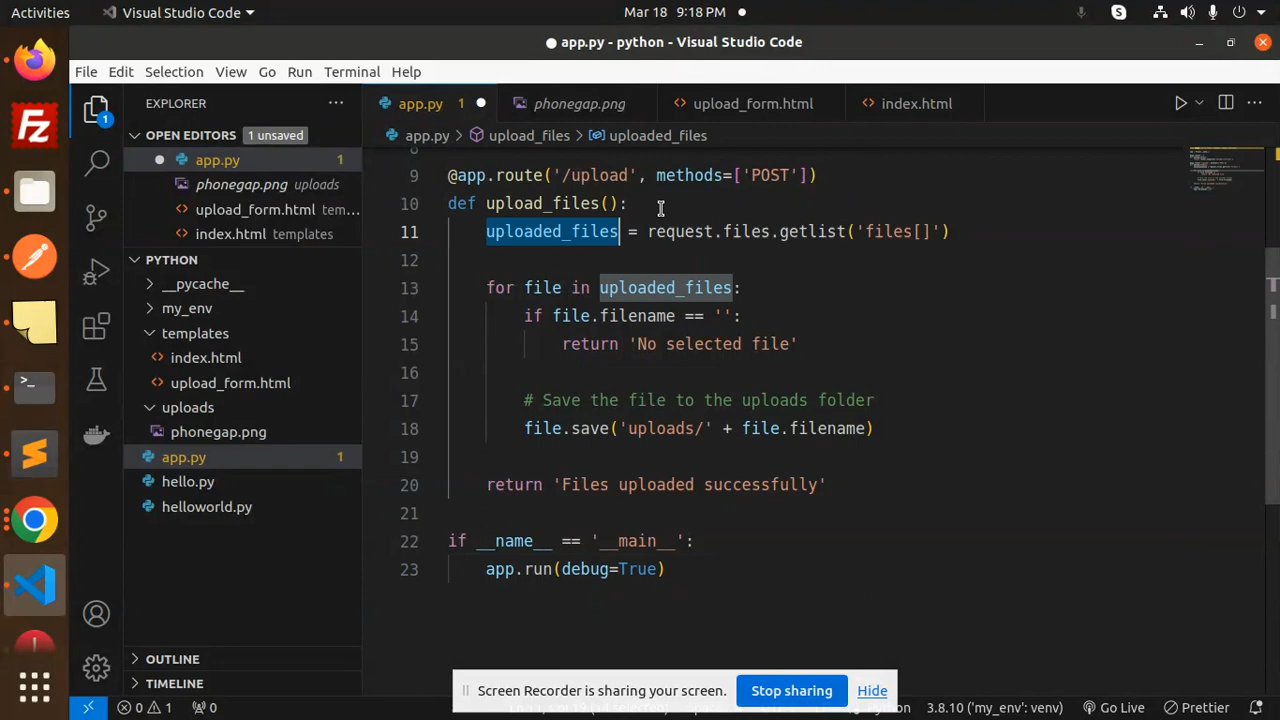 Activities
Visual Studio Code
Mar 18 9:18 PM
app.py - python - Visual Studio Code
File Edit Selection View Go Run Terminal Help
EXPLORER
app.py 1
phonegap.png
upload_form.html
index.html
OPEN EDITORS 1 unsaved
app.py > upload_files > uploaded_files
app.py 1
phonegap.png uploads
upload_form.html tem...
index.html templates
PYTHON
__pycache__
my_env
templates
index.html
upload_form.html
uploads
phonegap.png
app.py 1
hello.py
helloworld.py
OUTLINE
TIMELINE
8
9 @app.route('/upload', methods=['POST'])
10 def upload_files():
11 uploaded_files = request.files.getlist('files[]')
12
13 for file in uploaded_files:
14 if file.filename == '':
15 return 'No selected file'
16
17 # Save the file to the uploads folder
18 file.save('uploads/' + file.filename)
19
20 return 'Files uploaded successfully'
21
22 if __name__ == '__main__':
23 app.run(debug=True)
Screen Recorder is sharing your screen. Stop sharing Hide
0 1 0
Python 3.8.10 ('my_env': venv) Go Live Prettier